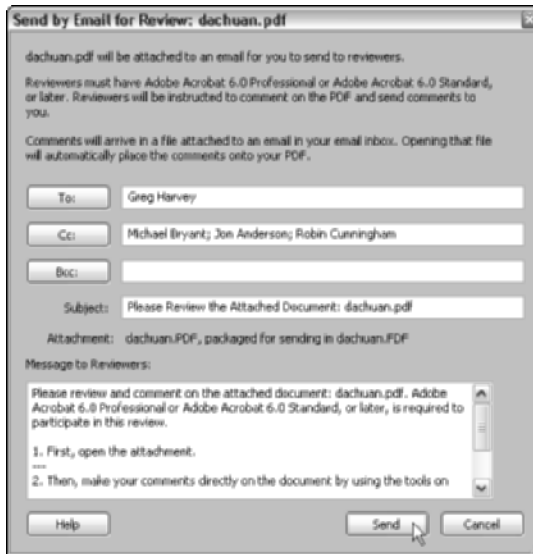 Send by Email for Review: dachuan.pdf
dachuan.pdf will be attached to an email for you to send to reviewers.
Reviewers must have Adobe Acrobat 6.0 Professional or Adobe Acrobat 6.0 Standard,
or later. Reviewers will be instructed to comment on the PDF and send comments to
you.
Comments will arrive in a file attached to an email in your email inbox. Opening that file
will automatically place the comments onto your PDF.
To: Greg Harvey
Cc: Michael Bryant; Jon Anderson; Robin Cunningham
Bcc:
Subject: Please Review the Attached Document: dachuan.pdf
Attachment: dachuan.PDF, packaged for sending in dachuan.FDF
Message to Reviewers:
Please review and comment on the attached document: dachuan.pdf. Adobe
Acrobat 6.0 Professional or Adobe Acrobat 6.0 Standard, or later, is required to
participate in this review.
1. First, open the attachment.
---
2. Then, make your comments directly on the document by using the tools on
Help Send Cancel